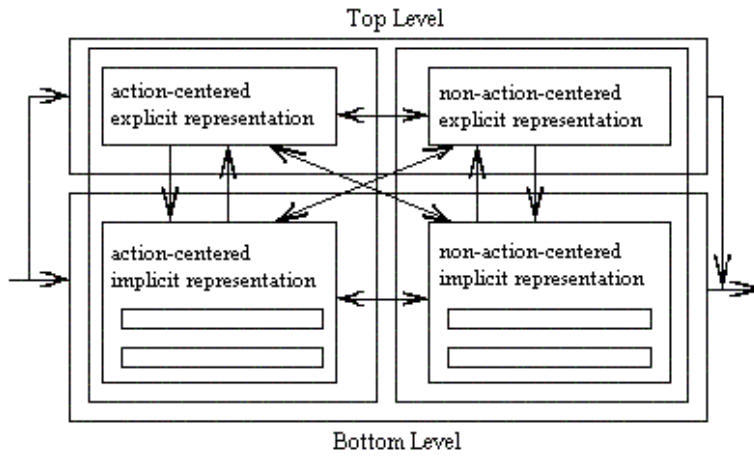 Top Level
action-centered
explicit representation
non-action-centered
explicit representation
action-centered
implicit representation
non-action-centered
implicit representation
Bottom Level